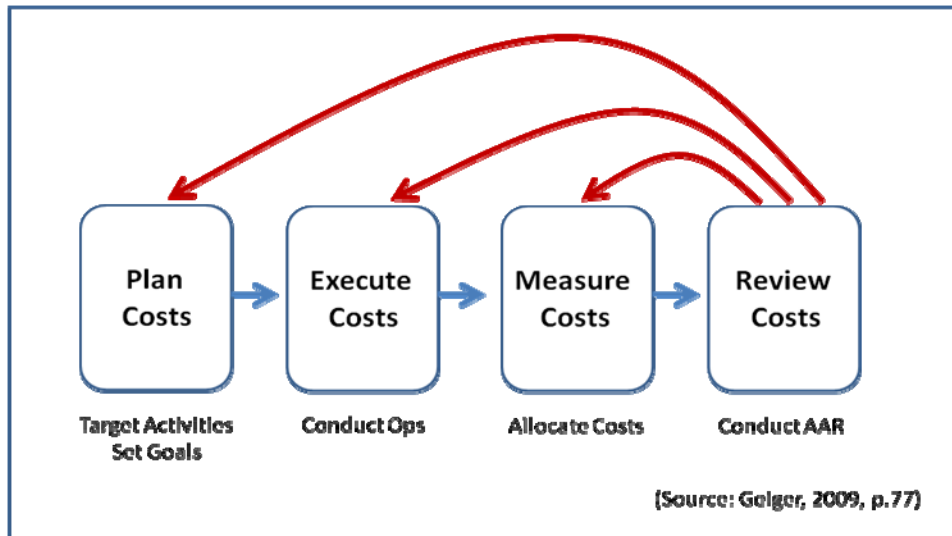 Plan
Costs
Execute
Costs
Measure
Costs
Review
Costs
Target Activities
Set Goals
Conduct Ops
Allocate Costs
Conduct AAR
(Source: Geiger, 2009, p.77)